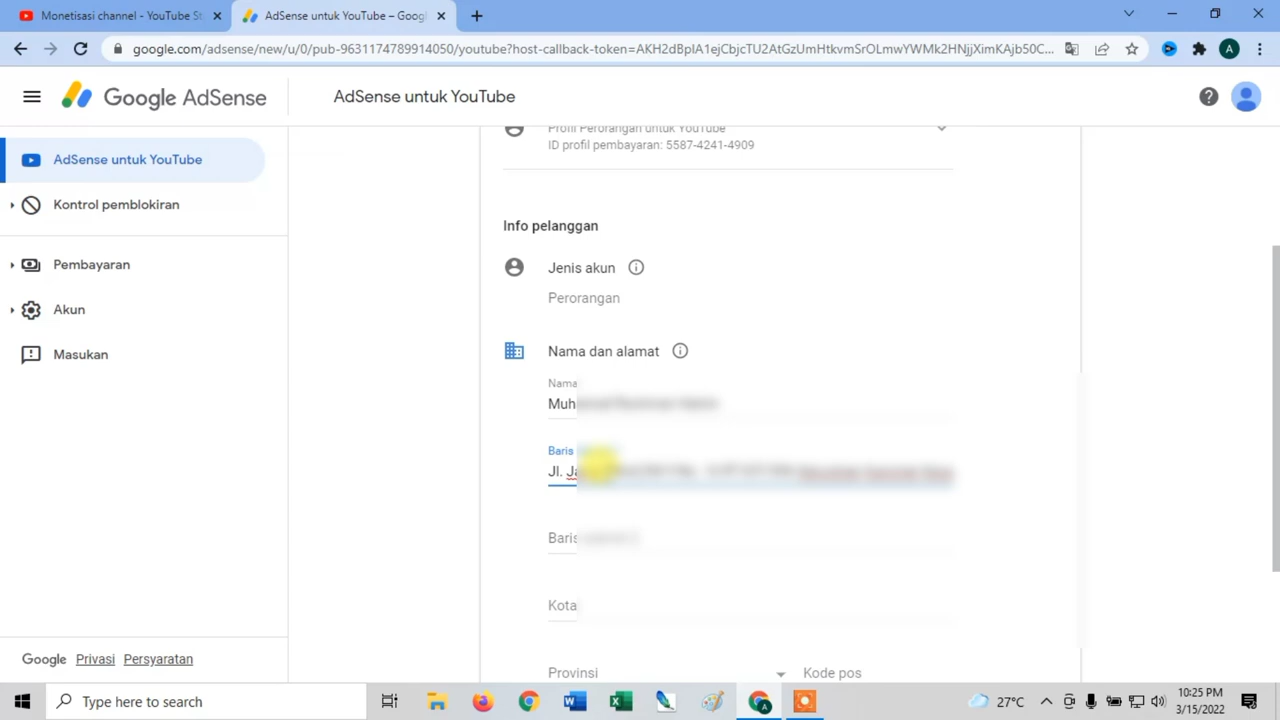 Monetisasi channel - YouTube St
AdSense untuk YouTube – Goog
google.com/adsense/new/u/0/pub-9631174789914050/youtube?host-callback-token=AKH2dBpIA1ejCbjcTU2AtGzUmHtkvmSrOLmwYWMk2HNjjXimKAjb50C...
A
Google AdSense
AdSense untuk YouTube
AdSense untuk YouTube
Kontrol pemblokiran
Pembayaran
Akun
Masukan
Google Privasi Persyaratan
Profil Perorangan untuk YouTube
ID profil pembayaran: 5587-4241-4909
Info pelanggan
Jenis akun
Perorangan
Nama dan alamat
Nama
Muh
Baris
Jl.
Baris
Kota
Provinsi
Kode pos
Type here to search
27°C
10:25 PM
3/15/2022